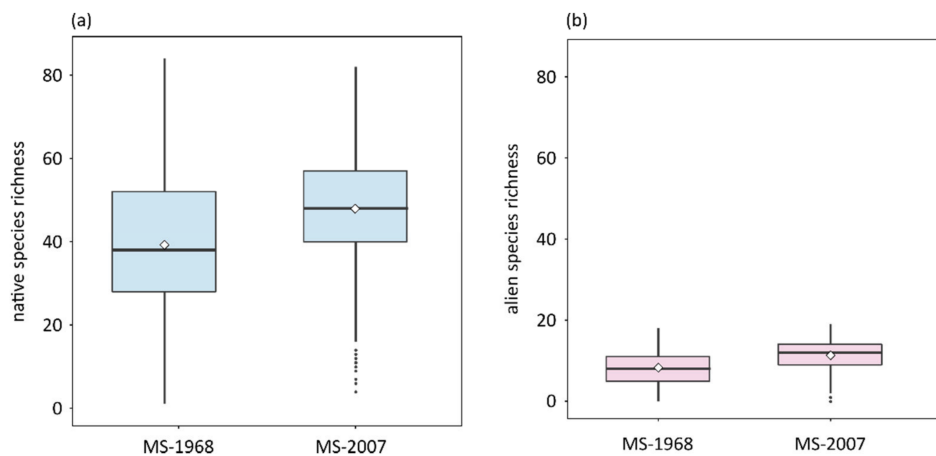 (a)
native species richness
80
60
40
20
0
MS-1968 MS-2007
(b)
alien species richness
80
60
40
20
0
MS-1968 MS-2007